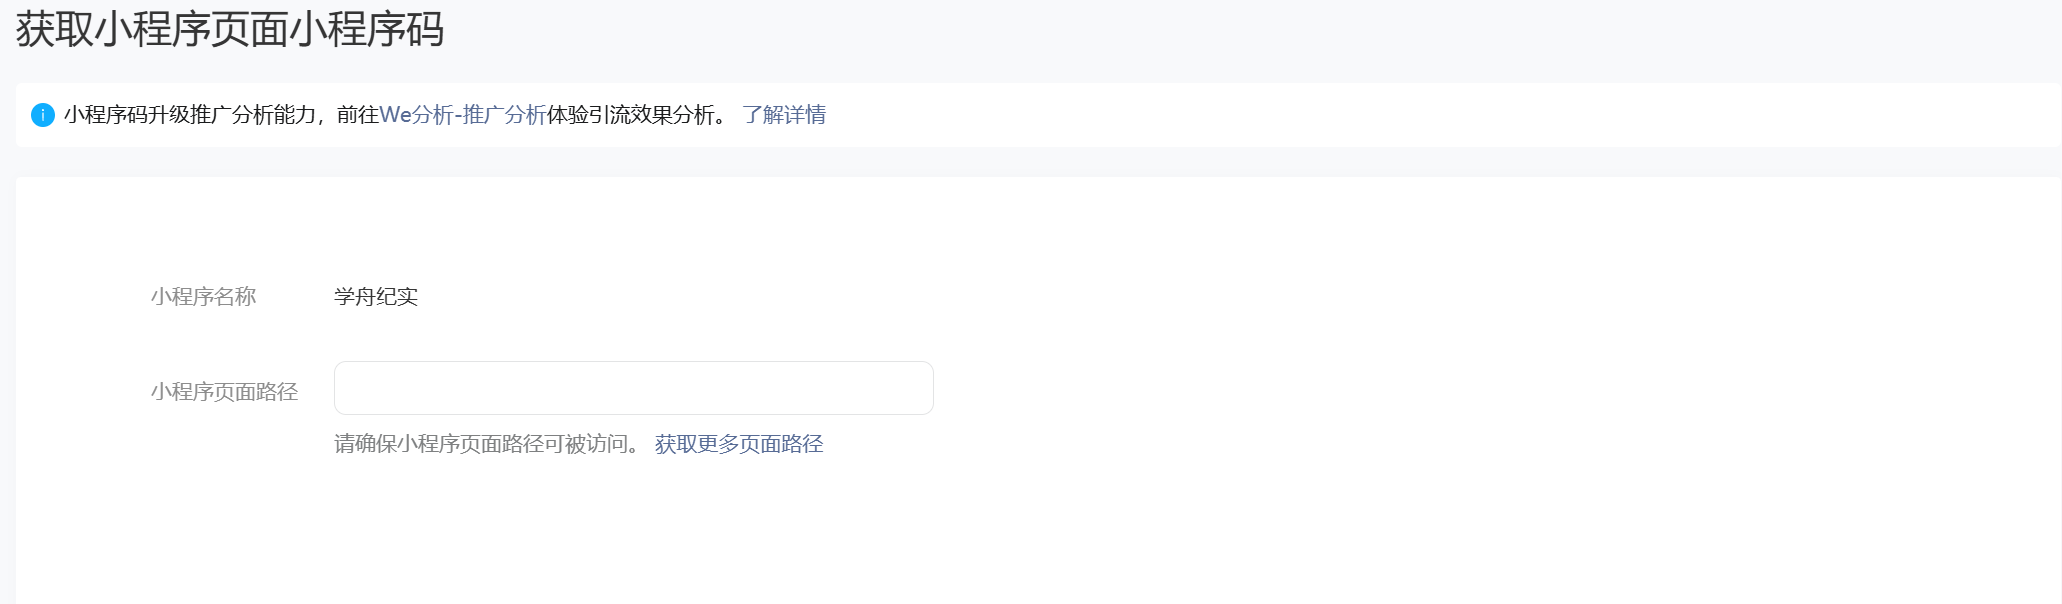 获取小程序页面小程序码
小程序码升级推广分析能力，前往We分析-推广分析体验引流效果分析。 了解详情
小程序名称 学舟纪实
小程序页面路径
请确保小程序页面路径可被访问。 获取更多页面路径